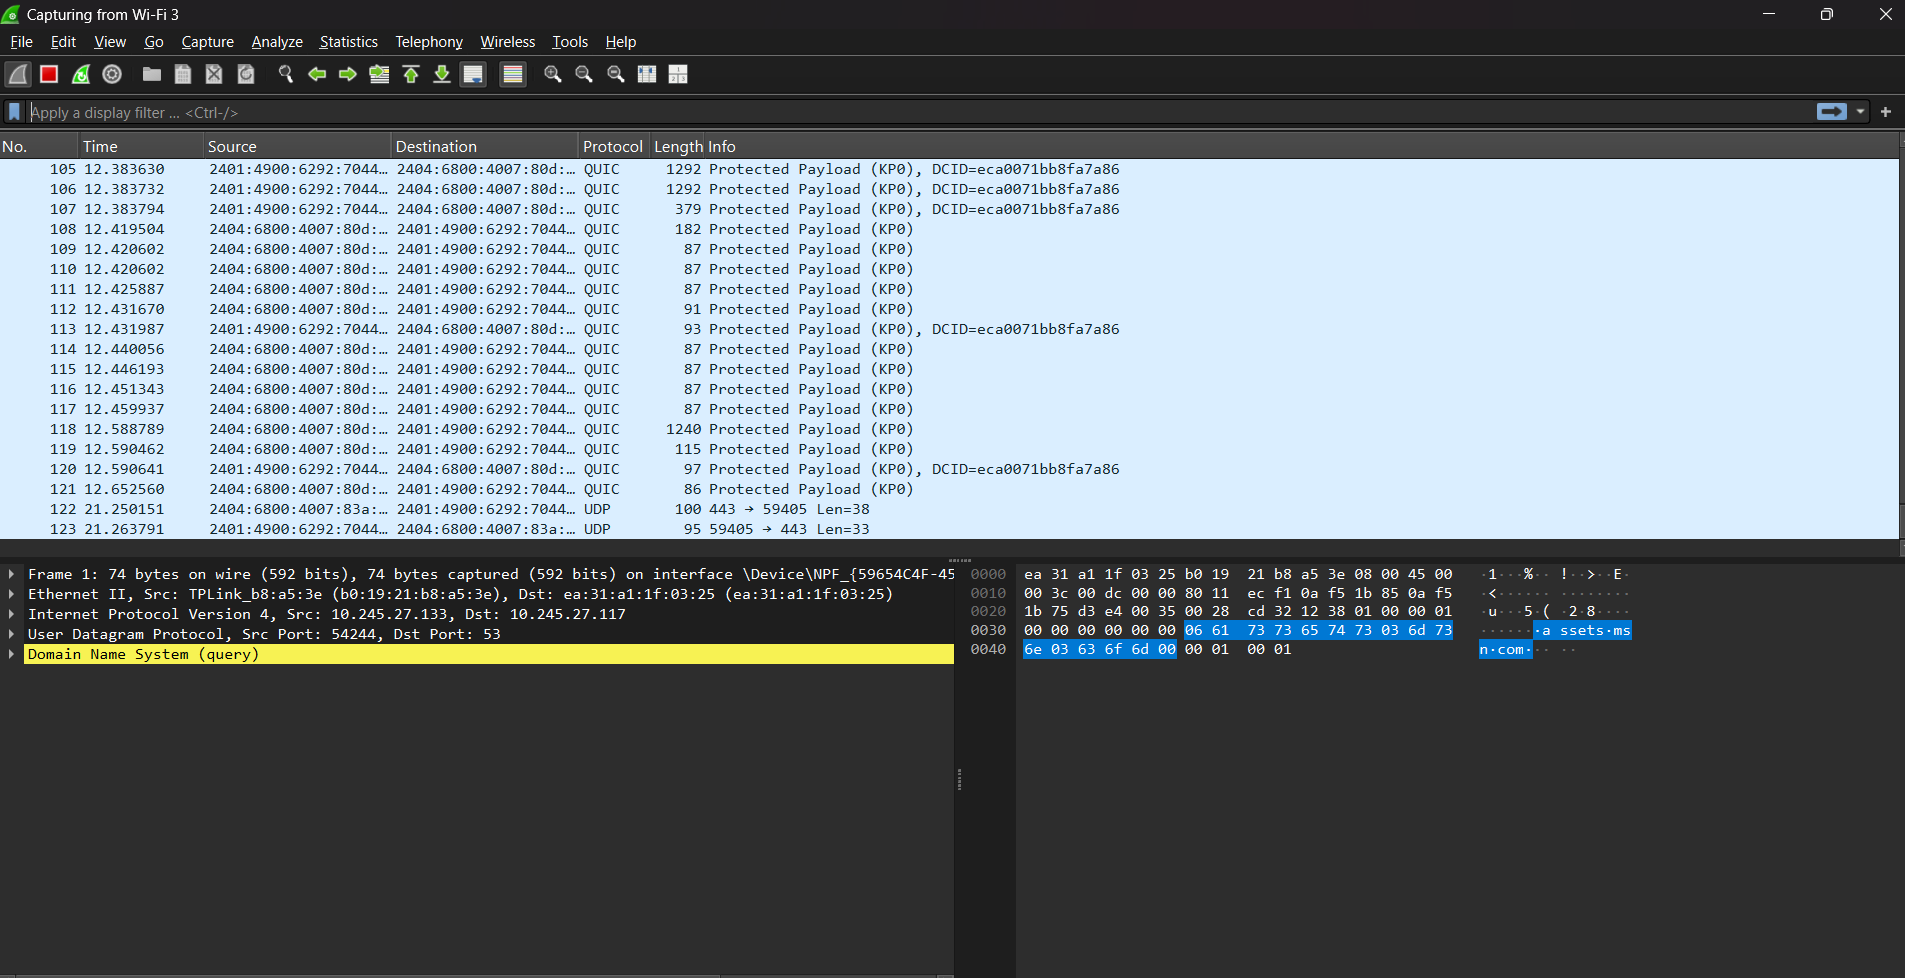 Capturing from Wi-Fi 3
File Edit View Go Capture Analyze Statistics Telephony Wireless Tools Help
Apply a display filter ... <Ctrl-/>
No. Time Source Destination Protocol Length Info
105 12.383630 2401:4900:6292:7044… 2404:6800:4007:80d:… QUIC 1292 Protected Payload (KP0), DCID=eca0071bb8fa7a86
106 12.383732 2401:4900:6292:7044… 2404:6800:4007:80d:… QUIC 1292 Protected Payload (KP0), DCID=eca0071bb8fa7a86
107 12.383794 2401:4900:6292:7044… 2404:6800:4007:80d:… QUIC 379 Protected Payload (KP0), DCID=eca0071bb8fa7a86
108 12.419504 2404:6800:4007:80d:… 2401:4900:6292:7044… QUIC 182 Protected Payload (KP0)
109 12.420602 2404:6800:4007:80d:… 2401:4900:6292:7044… QUIC 87 Protected Payload (KP0)
110 12.420602 2404:6800:4007:80d:… 2401:4900:6292:7044… QUIC 87 Protected Payload (KP0)
111 12.425887 2404:6800:4007:80d:… 2401:4900:6292:7044… QUIC 87 Protected Payload (KP0)
112 12.431670 2404:6800:4007:80d:… 2401:4900:6292:7044… QUIC 91 Protected Payload (KP0)
113 12.431987 2401:4900:6292:7044… 2404:6800:4007:80d:… QUIC 93 Protected Payload (KP0), DCID=eca0071bb8fa7a86
114 12.440056 2404:6800:4007:80d:… 2401:4900:6292:7044… QUIC 87 Protected Payload (KP0)
115 12.446193 2404:6800:4007:80d:… 2401:4900:6292:7044… QUIC 87 Protected Payload (KP0)
116 12.451343 2404:6800:4007:80d:… 2401:4900:6292:7044… QUIC 87 Protected Payload (KP0)
117 12.459937 2404:6800:4007:80d:… 2401:4900:6292:7044… QUIC 87 Protected Payload (KP0)
118 12.588789 2404:6800:4007:80d:… 2401:4900:6292:7044… QUIC 1240 Protected Payload (KP0)
119 12.590462 2404:6800:4007:80d:… 2401:4900:6292:7044… QUIC 115 Protected Payload (KP0)
120 12.590641 2401:4900:6292:7044… 2404:6800:4007:80d:… QUIC 97 Protected Payload (KP0), DCID=eca0071bb8fa7a86
121 12.652560 2404:6800:4007:80d:… 2401:4900:6292:7044… QUIC 86 Protected Payload (KP0)
122 21.250151 2404:6800:4007:83a:… 2401:4900:6292:7044… UDP 100 443 → 59405 Len=38
123 21.263791 2401:4900:6292:7044… 2404:6800:4007:83a:… UDP 95 59405 → 443 Len=33
Frame 1: 74 bytes on wire (592 bits), 74 bytes captured (592 bits) on interface \Device\NPF_{59654C4F-45
Ethernet II, Src: TPLink_b8:a5:3e (b0:19:21:b8:a5:3e), Dst: ea:31:a1:1f:03:25 (ea:31:a1:1f:03:25)
Internet Protocol Version 4, Src: 10.245.27.133, Dst: 10.245.27.117
User Datagram Protocol, Src Port: 54244, Dst Port: 53
Domain Name System (query)
0000 ea 31 a1 1f 03 25 b0 19 21 b8 a5 3e 08 00 45 00 ·1···%·· !··>··E·
0010 00 3c 00 dc 00 00 80 11 ec f1 0a f5 1b 85 0a f5 ·<······ ········
0020 1b 75 d3 e4 00 35 00 28 cd 32 12 38 01 00 00 01 ·u···5·( ·2·8····
0030 00 00 00 00 00 00 06 61 73 73 65 74 73 03 6d 73 ·······a ssets·ms
0040 6e 03 63 6f 6d 00 00 01 00 01 n·com··· ··